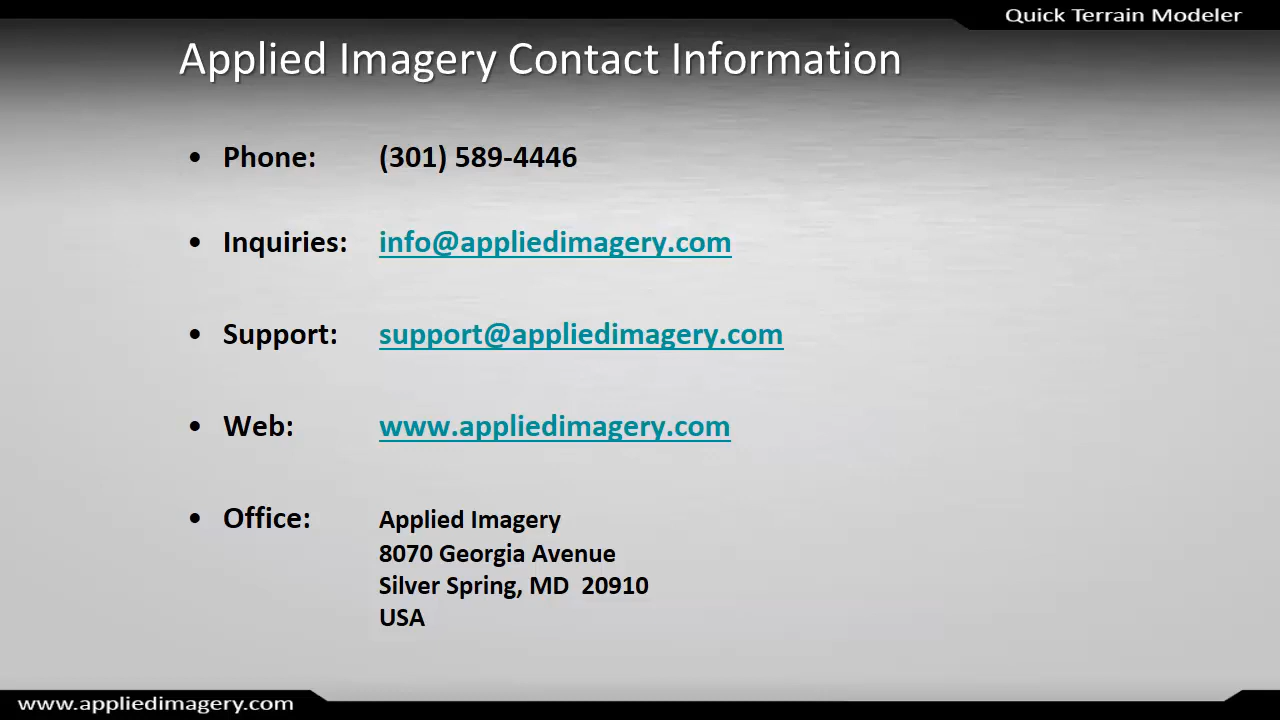 Quick Terrain Modeler
Applied Imagery Contact Information
• Phone: (301) 589-4446
• Inquiries: info@appliedimagery.com
• Support: support@appliedimagery.com
• Web: www.appliedimagery.com
• Office: Applied Imagery
8070 Georgia Avenue
Silver Spring, MD  20910
USA
www.appliedimagery.com